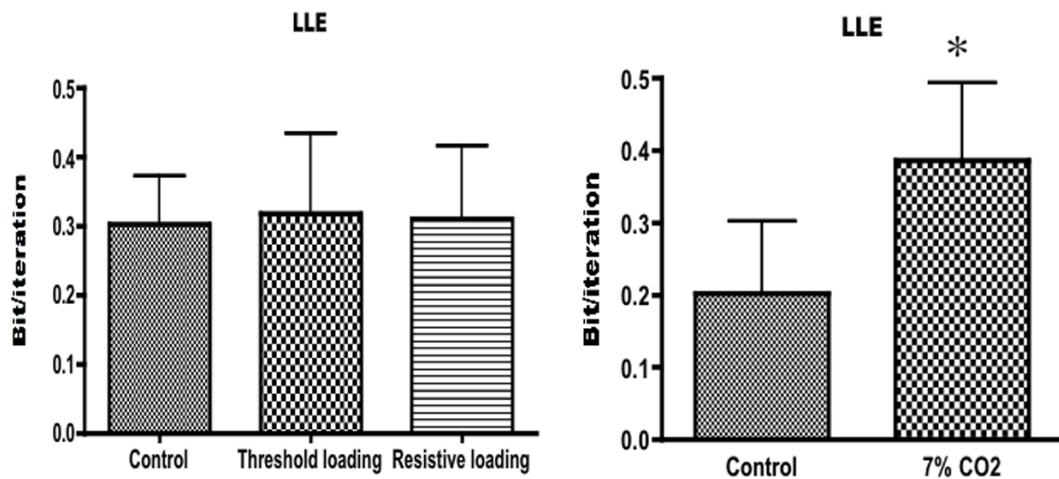 LLE
Bit/iteration
0.5
0.4
0.3
0.2
0.1
0.0
Control Threshold loading Resistive loading
LLE
*
Bit/iteration
0.5
0.4
0.3
0.2
0.1
0.0
Control 7% CO2